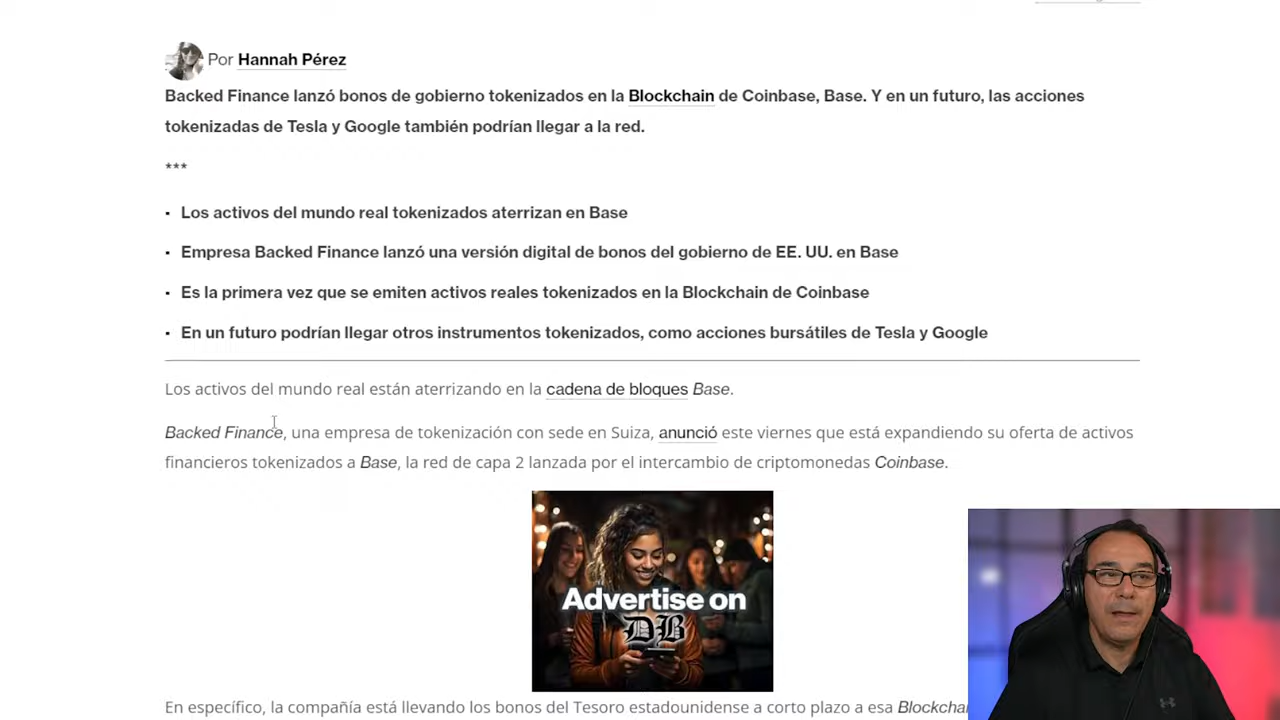 Por Hannah Pérez
Backed Finance lanzó bonos de gobierno tokenizados en la Blockchain de Coinbase, Base. Y en un futuro, las acciones
tokenizadas de Tesla y Google también podrían llegar a la red.
***
▪ Los activos del mundo real tokenizados aterrizan en Base
▪ Empresa Backed Finance lanzó una versión digital de bonos del gobierno de EE. UU. en Base
▪ Es la primera vez que se emiten activos reales tokenizados en la Blockchain de Coinbase
▪ En un futuro podrían llegar otros instrumentos tokenizados, como acciones bursátiles de Tesla y Google
Los activos del mundo real están aterrizando en la cadena de bloques Base.
Backed Finance, una empresa de tokenización con sede en Suiza, anunció este viernes que está expandiendo su oferta de activos
financieros tokenizados a Base, la red de capa 2 lanzada por el intercambio de criptomonedas Coinbase.
Advertise on
DB
En específico, la compañía está llevando los bonos del Tesoro estadounidense a corto plazo a esa